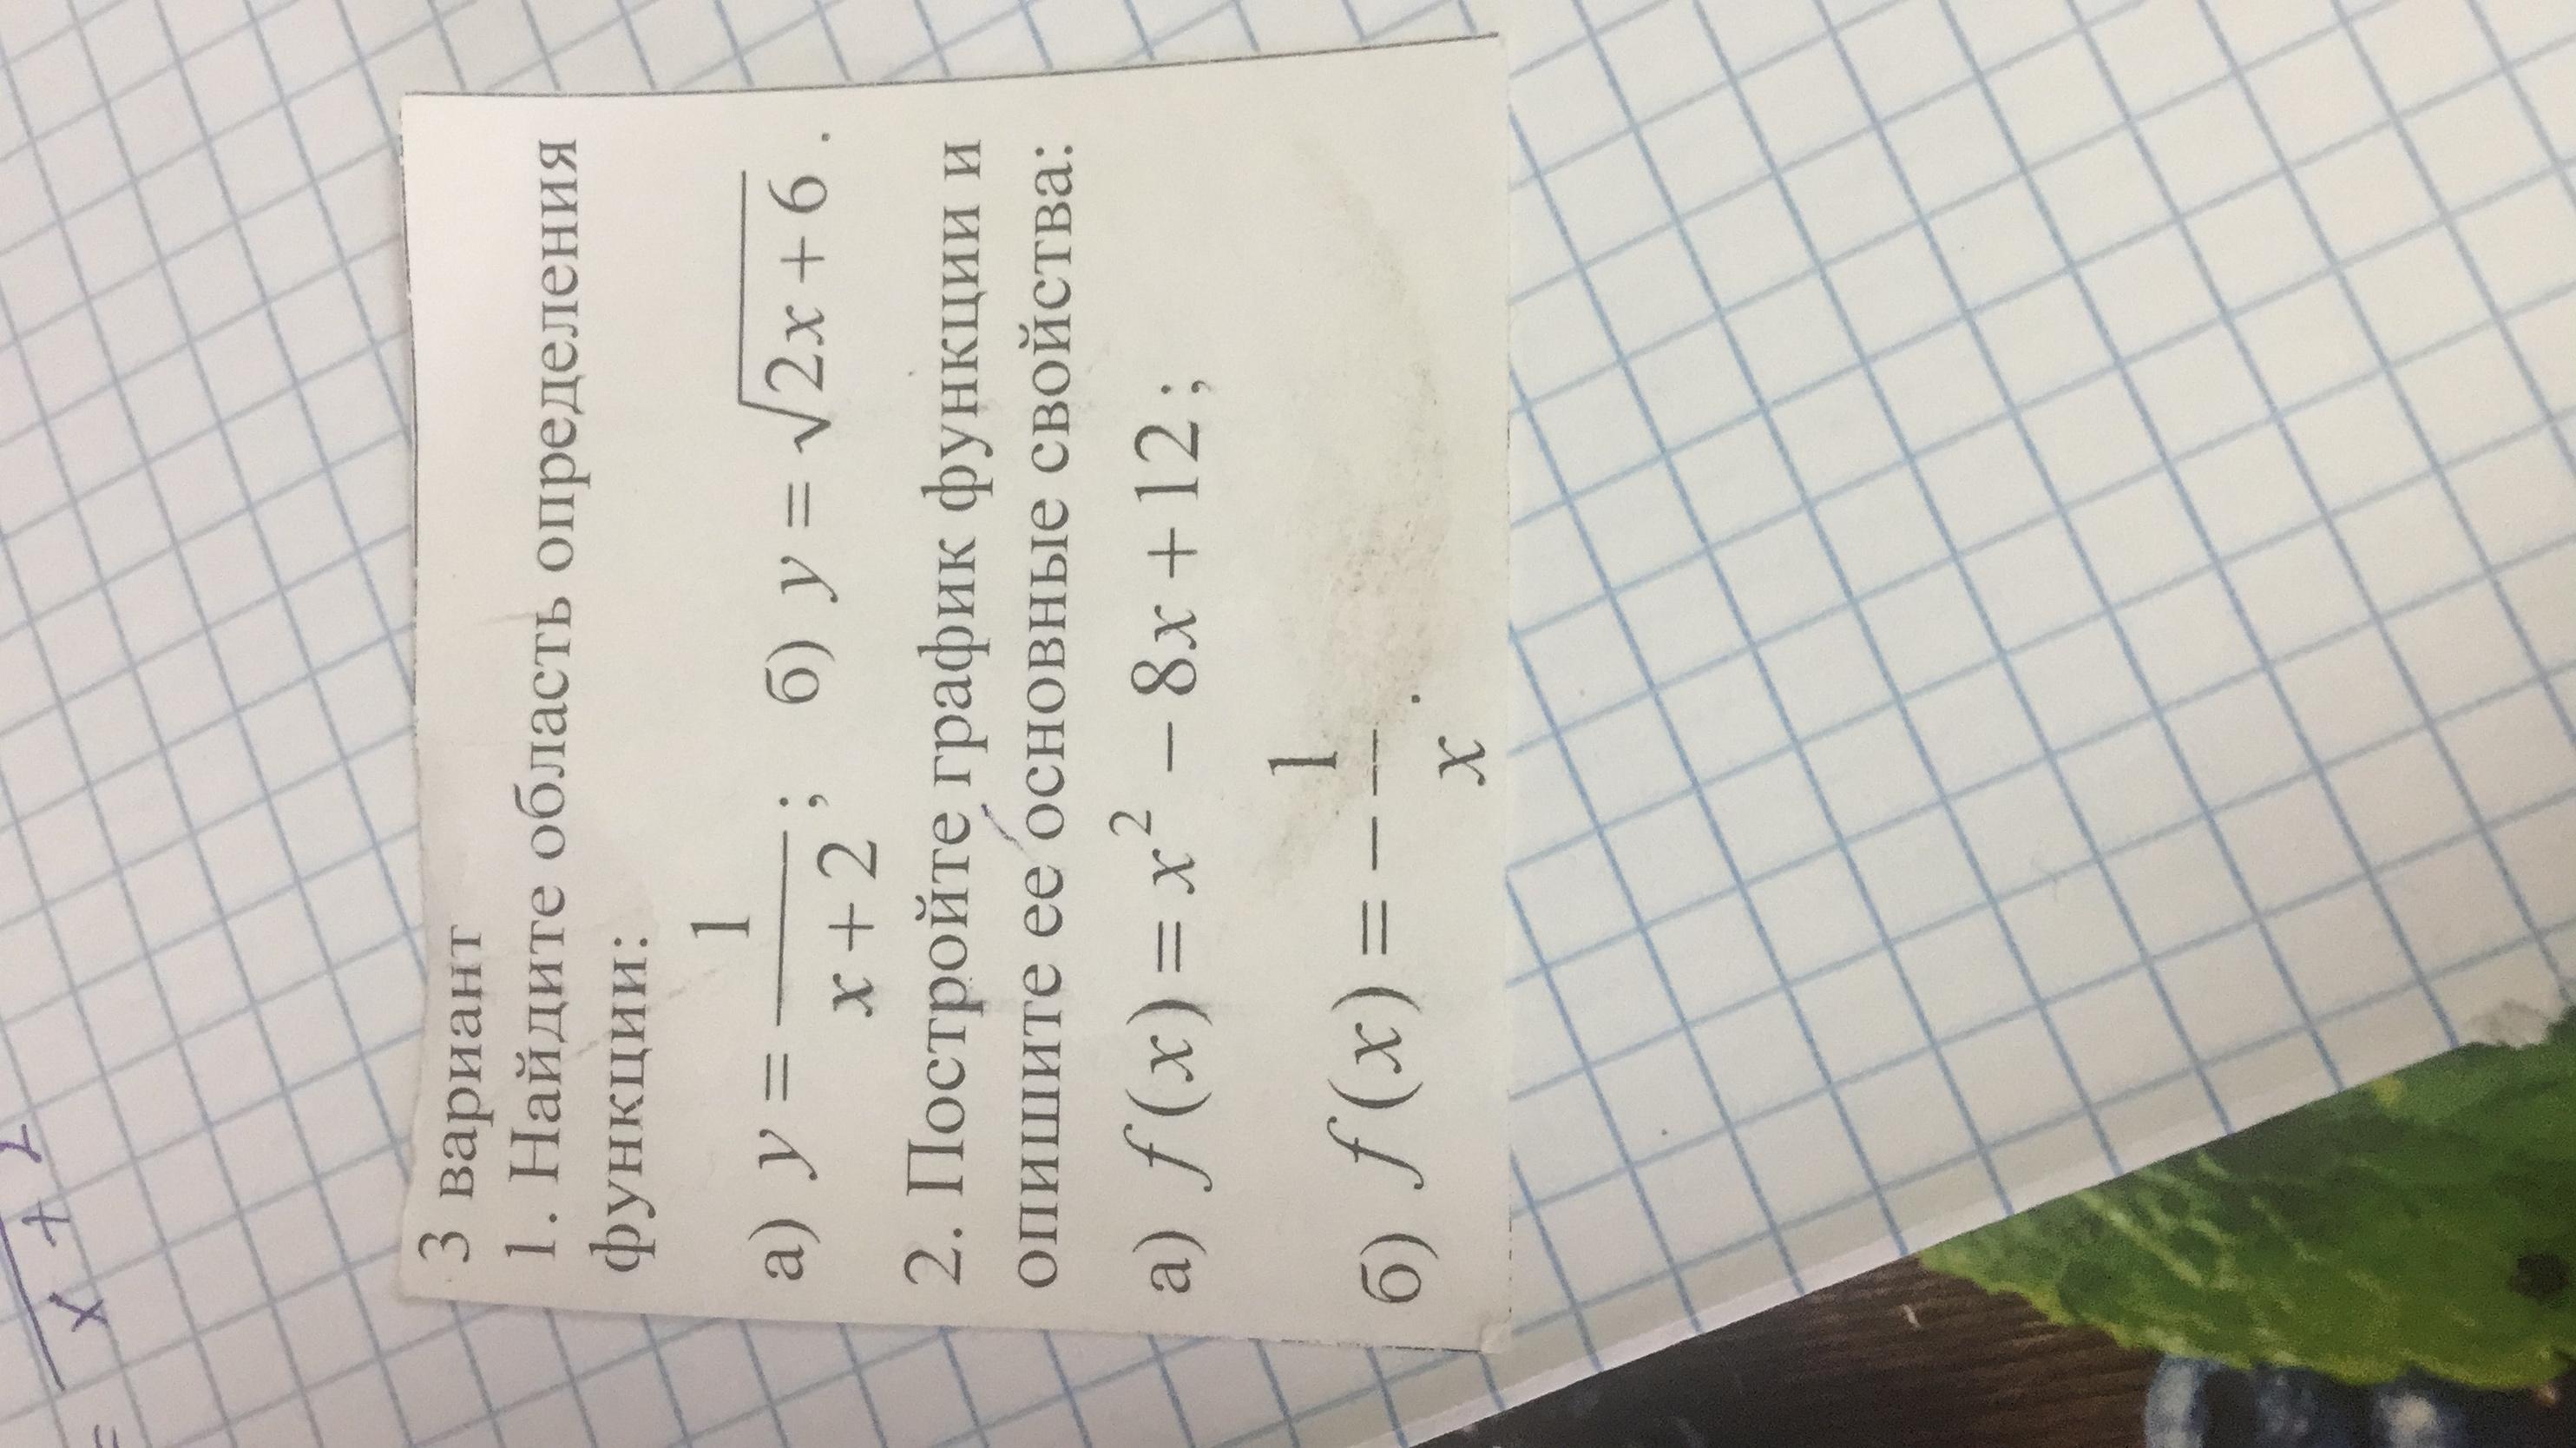 3 вариант
1. Найдите область определения
функции:
а) y = 1/(x + 2); б) y = √(2x + 6).
2. Постройте график функции и
опишите ее основные свойства:
а) f(x) = x² − 8x + 12;
б) f(x) = −1/x.
= x +